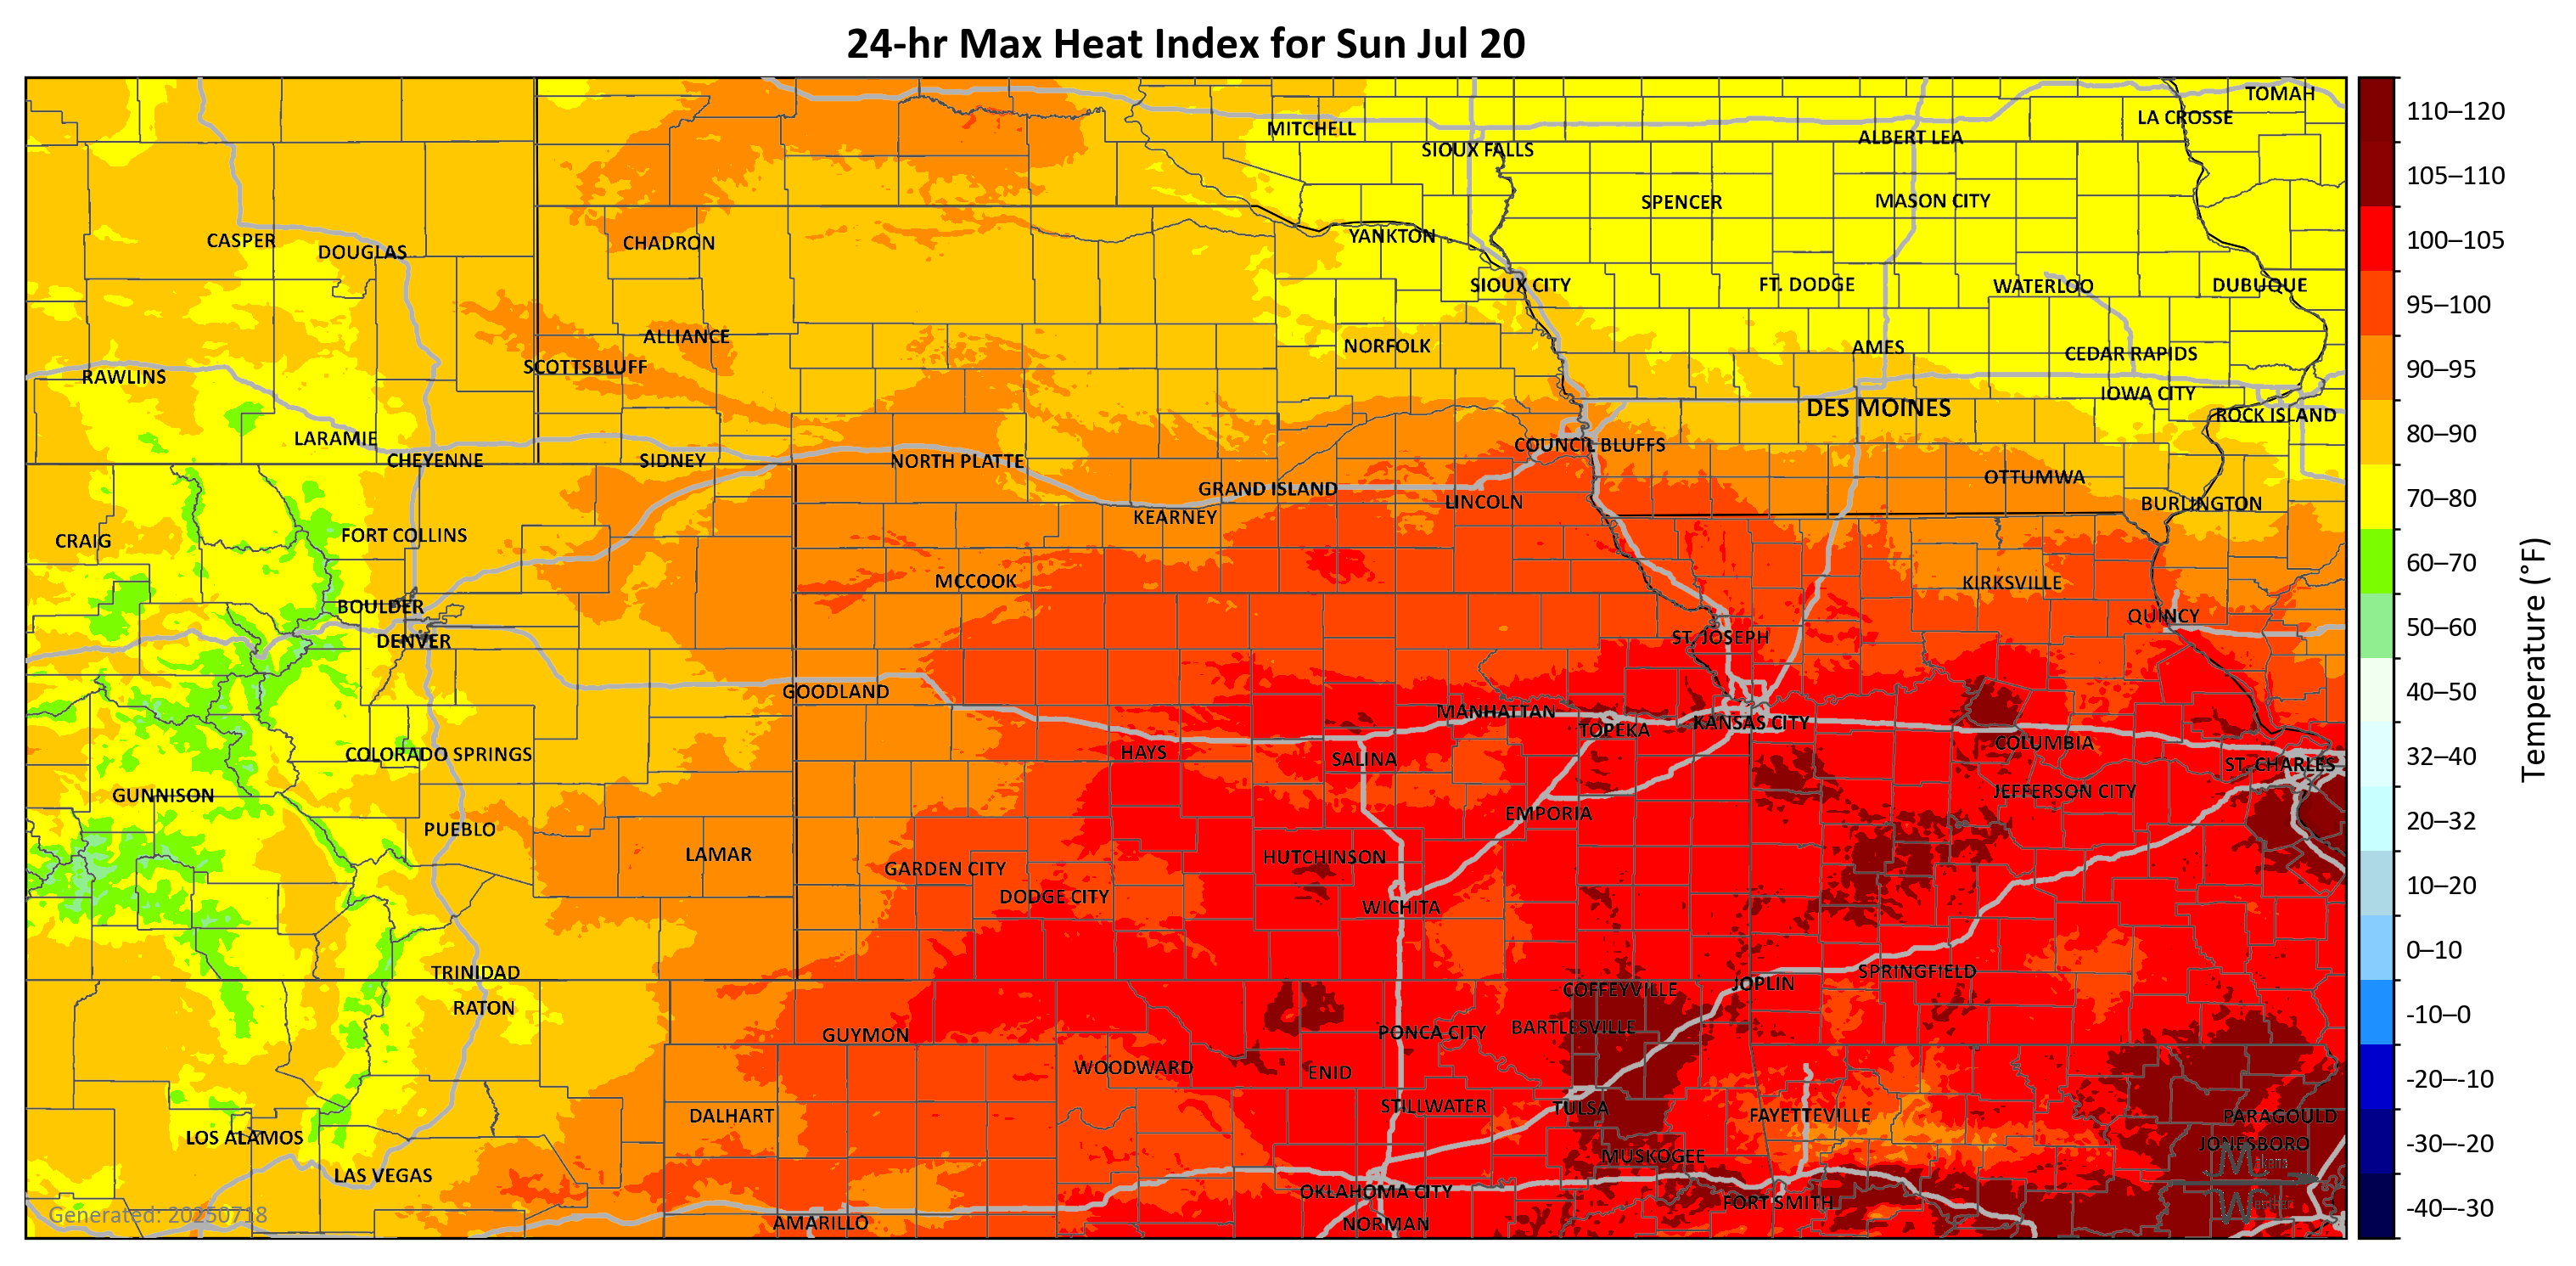 24-hr Max Heat Index for Sun Jul 20
TOMAH
LA CROSSE
MITCHELL
ALBERT LEA
SIOUX FALLS
SPENCER
MASON CITY
CASPER
DOUGLAS
CHADRON
YANKTON
SIOUX CITY
FT. DODGE
WATERLOO
DUBUQUE
ALLIANCE
NORFOLK
AMES
CEDAR RAPIDS
SCOTTSBLUFF
RAWLINS
IOWA CITY
DES MOINES
ROCK ISLAND
LARAMIE
COUNCIL BLUFFS
CHEYENNE
SIDNEY
NORTH PLATTE
OTTUMWA
GRAND ISLAND
LINCOLN
BURLINGTON
KEARNEY
CRAIG
FORT COLLINS
MCCOOK
KIRKSVILLE
BOULDER
QUINCY
DENVER
ST. JOSEPH
GOODLAND
MANHATTAN
TOPEKA
KANSAS CITY
COLUMBIA
COLORADO SPRINGS
HAYS
SALINA
ST. CHARLES
GUNNISON
JEFFERSON CITY
EMPORIA
PUEBLO
LAMAR
HUTCHINSON
GARDEN CITY
DODGE CITY
WICHITA
TRINIDAD
SPRINGFIELD
JOPLIN
COFFEYVILLE
RATON
BARTLESVILLE
GUYMON
PONCA CITY
WOODWARD
ENID
STILLWATER
TULSA
DALHART
FAYETTEVILLE
PARAGOULD
LOS ALAMOS
JONESBORO
MUSKOGEE
LAS VEGAS
OKLAHOMA CITY
FORT SMITH
AMARILLO
NORMAN
Generated: 20250718
110–120
105–110
100–105
95–100
90–95
80–90
70–80
60–70
50–60
40–50
32–40
20–32
10–20
0–10
-10–0
-20–-10
-30–-20
-40–-30
Temperature (°F)